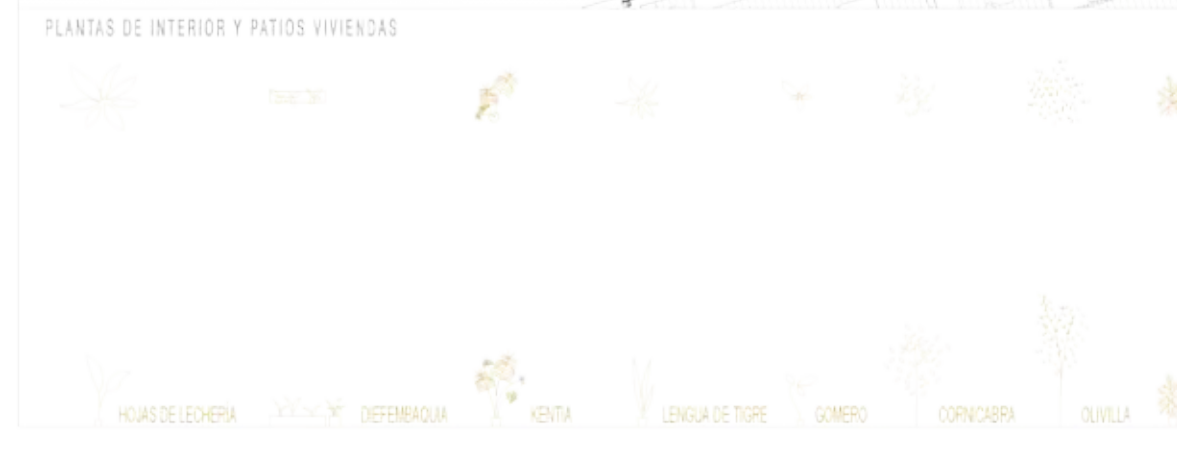 PLANTAS DE INTERIOR Y PATIOS VIVIENDAS
HOJAS DE LECHERIA
DIEFEMBAQUIA
KENTIA
LENGUA DE TIGRE
GOMERO
CORNICABRA
OLIVILLA